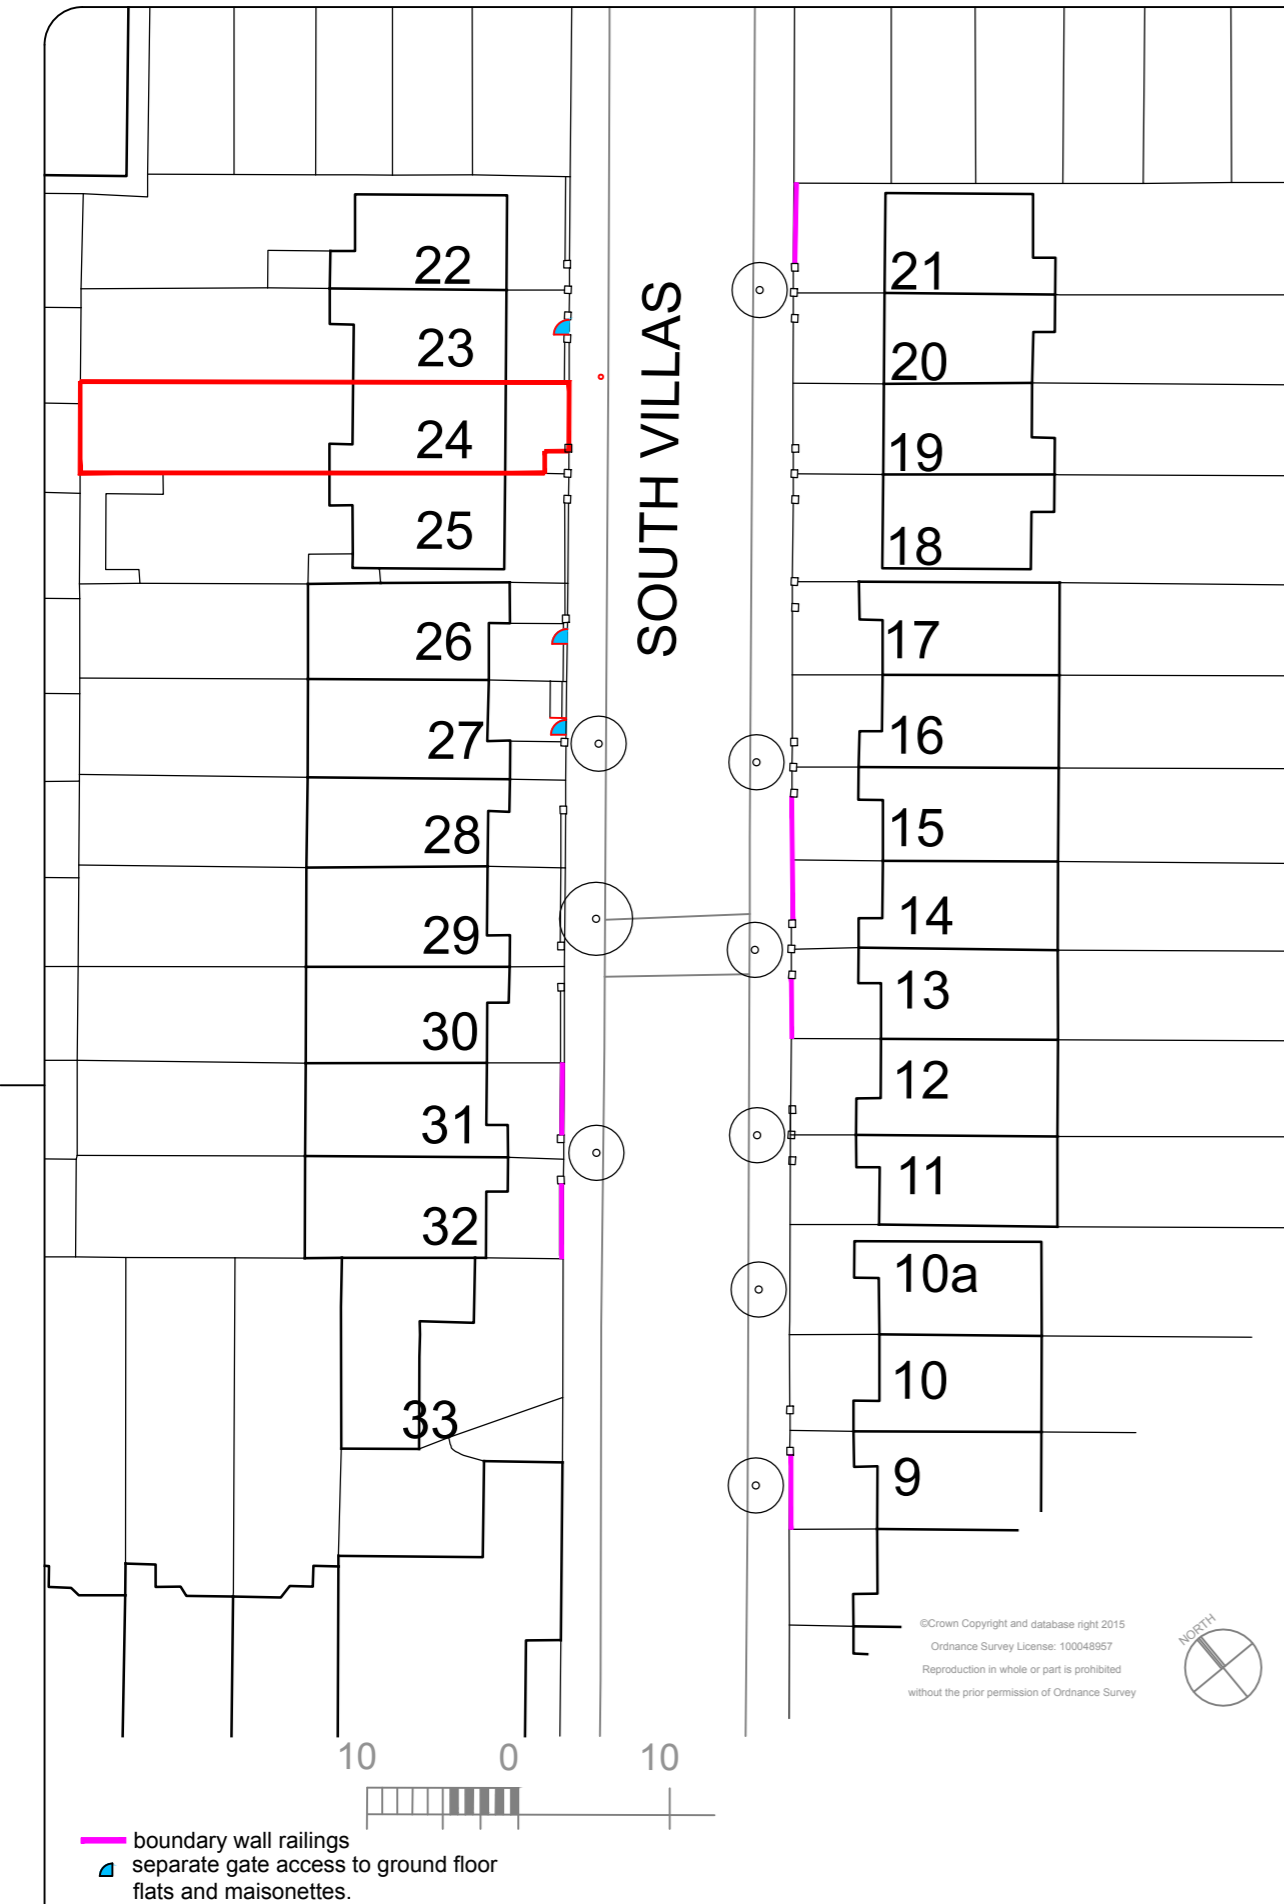 22
21
23
20
24
19
25
18
SOUTH VILLAS
26
17
27
16
28
15
29
14
30
13
31
12
32
11
10a
33
10
9
©Crown Copyright and database right 2015
Ordnance Survey License: 100048957
Reproduction in whole or part is prohibited
without the prior permission of Ordnance Survey
NORTH
10 0 10
boundary wall railings
separate gate access to ground floor
flats and maisonettes.